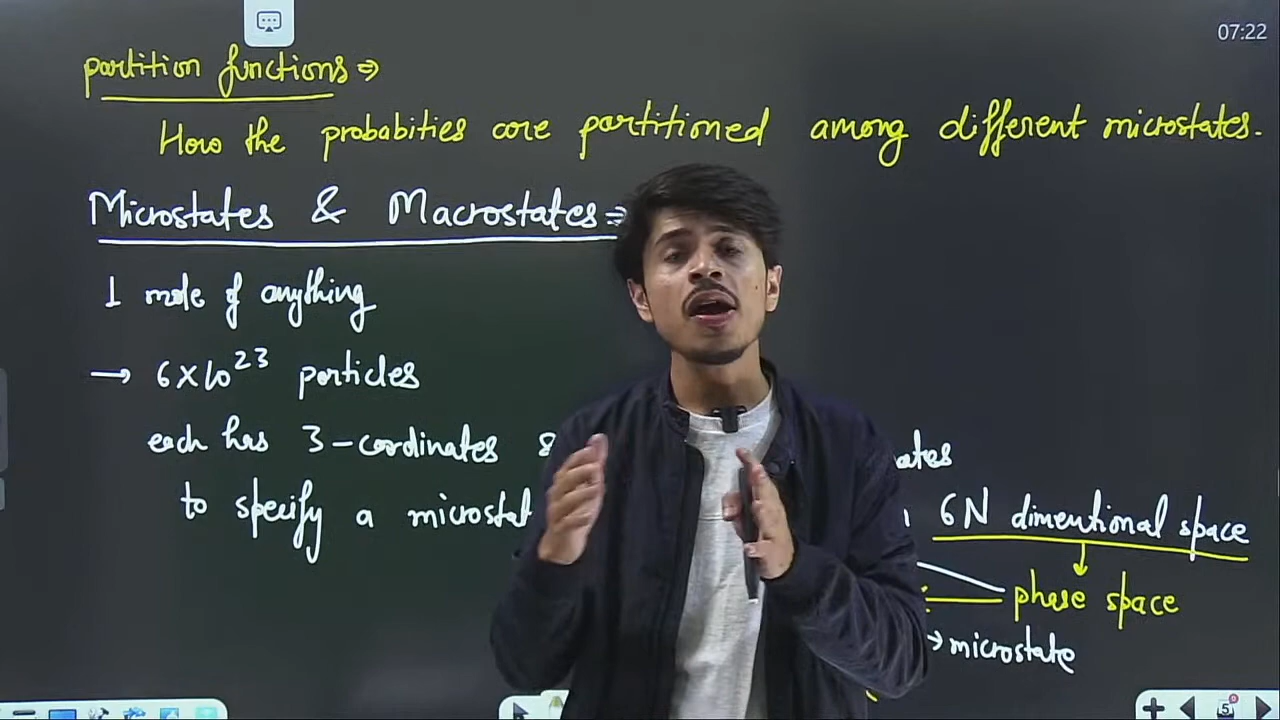 07:22
partition functions ⇒
How the probabities are partitioned among different microstates.
Microstates & Macrostates ⇒
1 mole of anything
→ 6×10²³ particles
each has 3-cordinates &
to specify a microstat 6N dimentional space
phase space
→ microstate
5